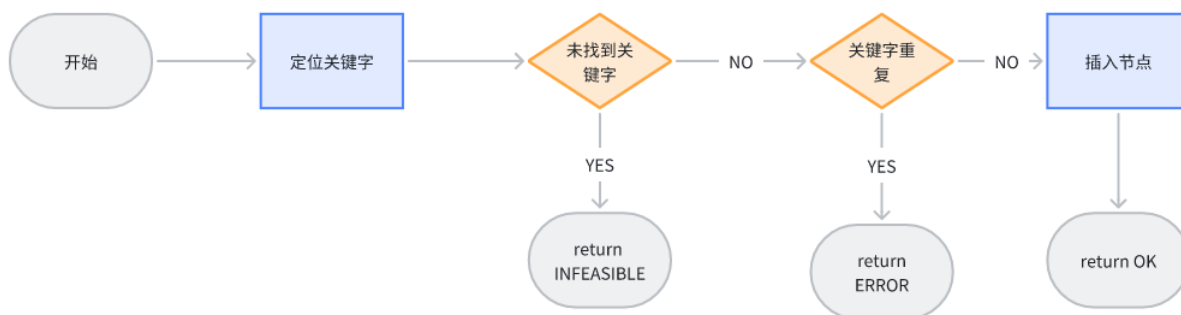 开始
定位关键字
未找到关
键字
NO
关键字重
复
NO
插入节点
YES
YES
return
INFEASIBLE
return
ERROR
return OK